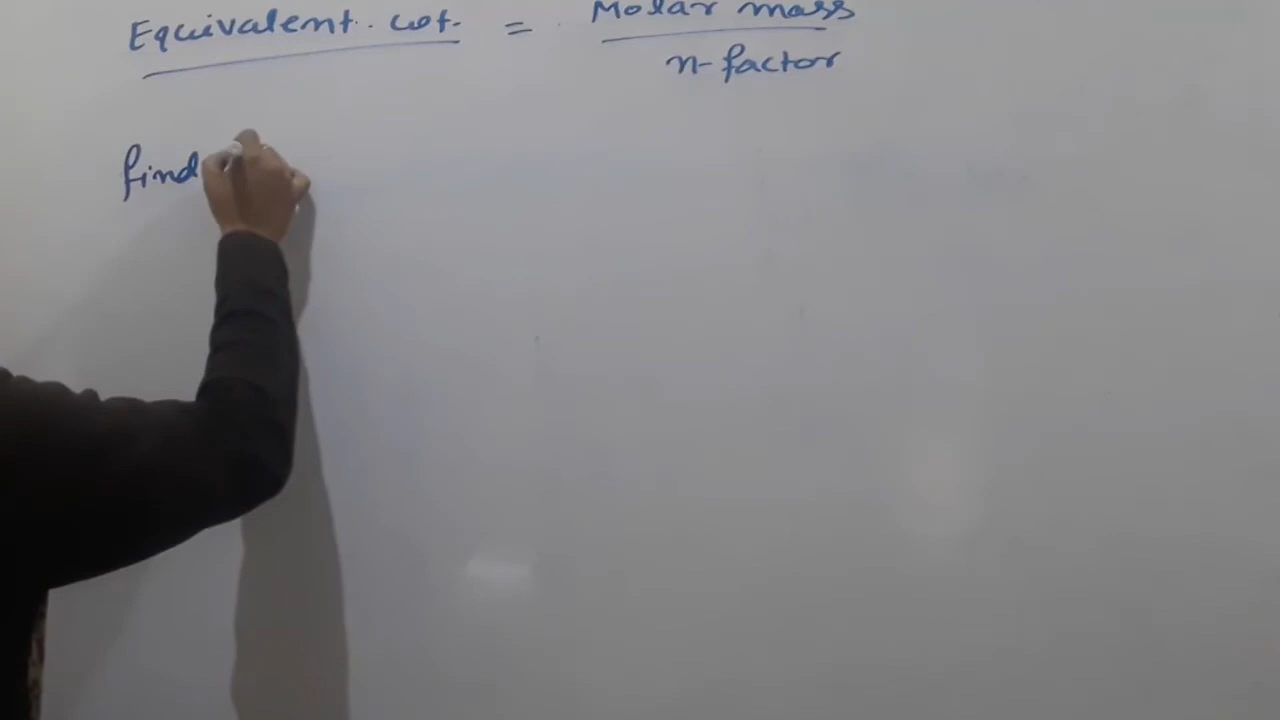 Equivalent. wt. = Molar mass
n-factor
find